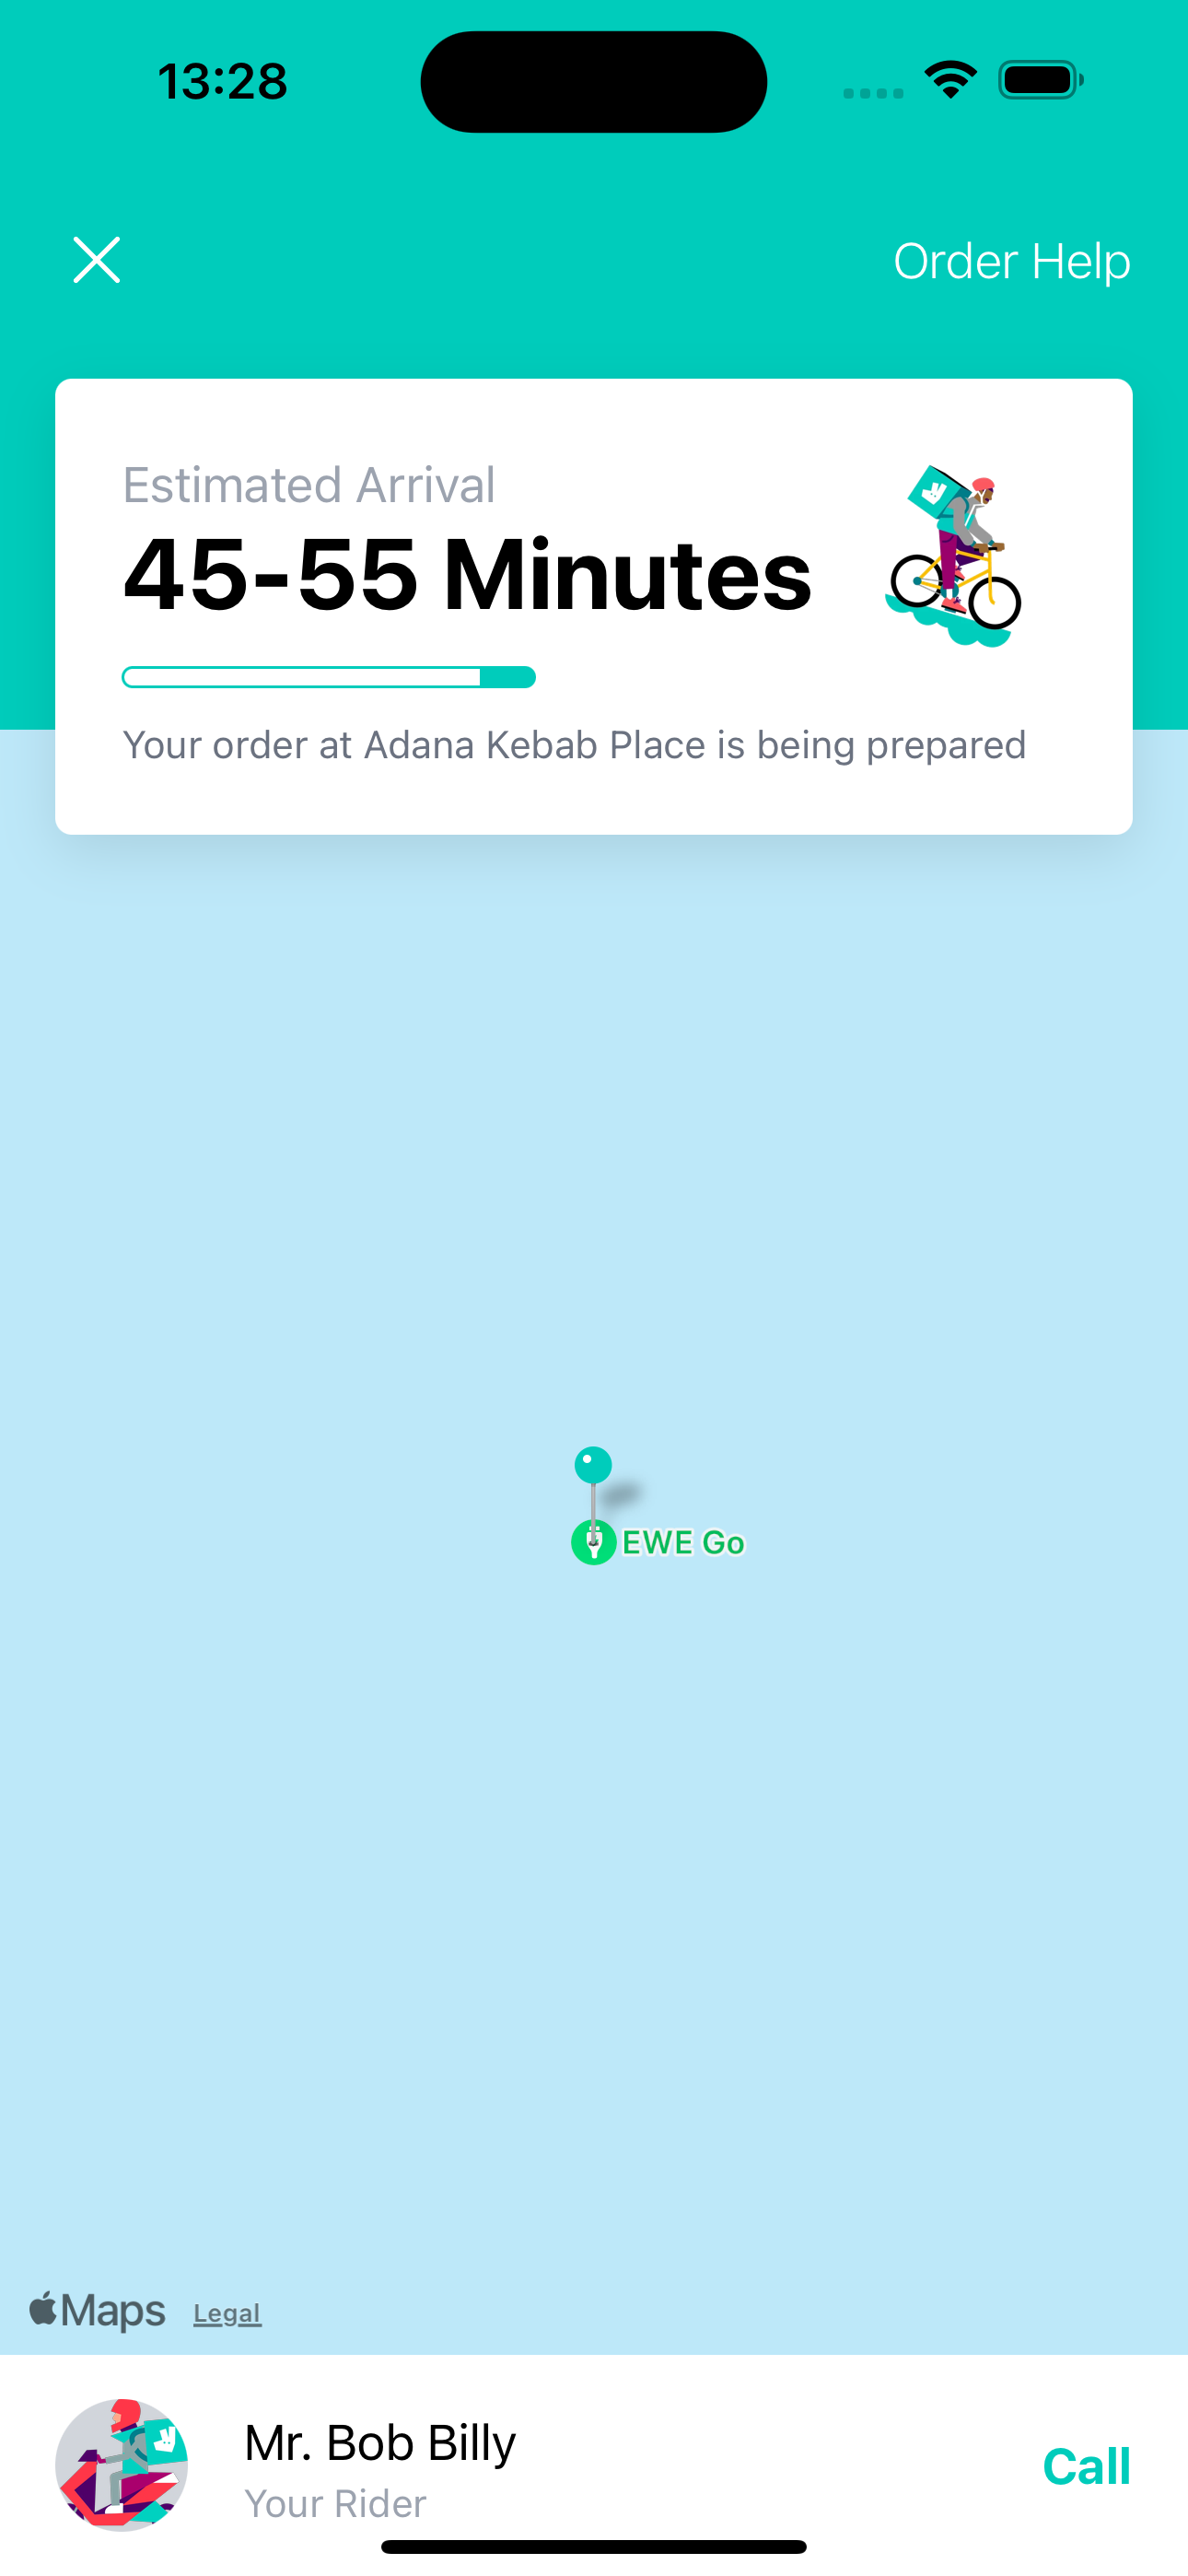 13:28
Order Help
Estimated Arrival
45-55 Minutes
Your order at Adana Kebab Place is being prepared
EWE Go
Maps Legal
Mr. Bob Billy
Your Rider
Call